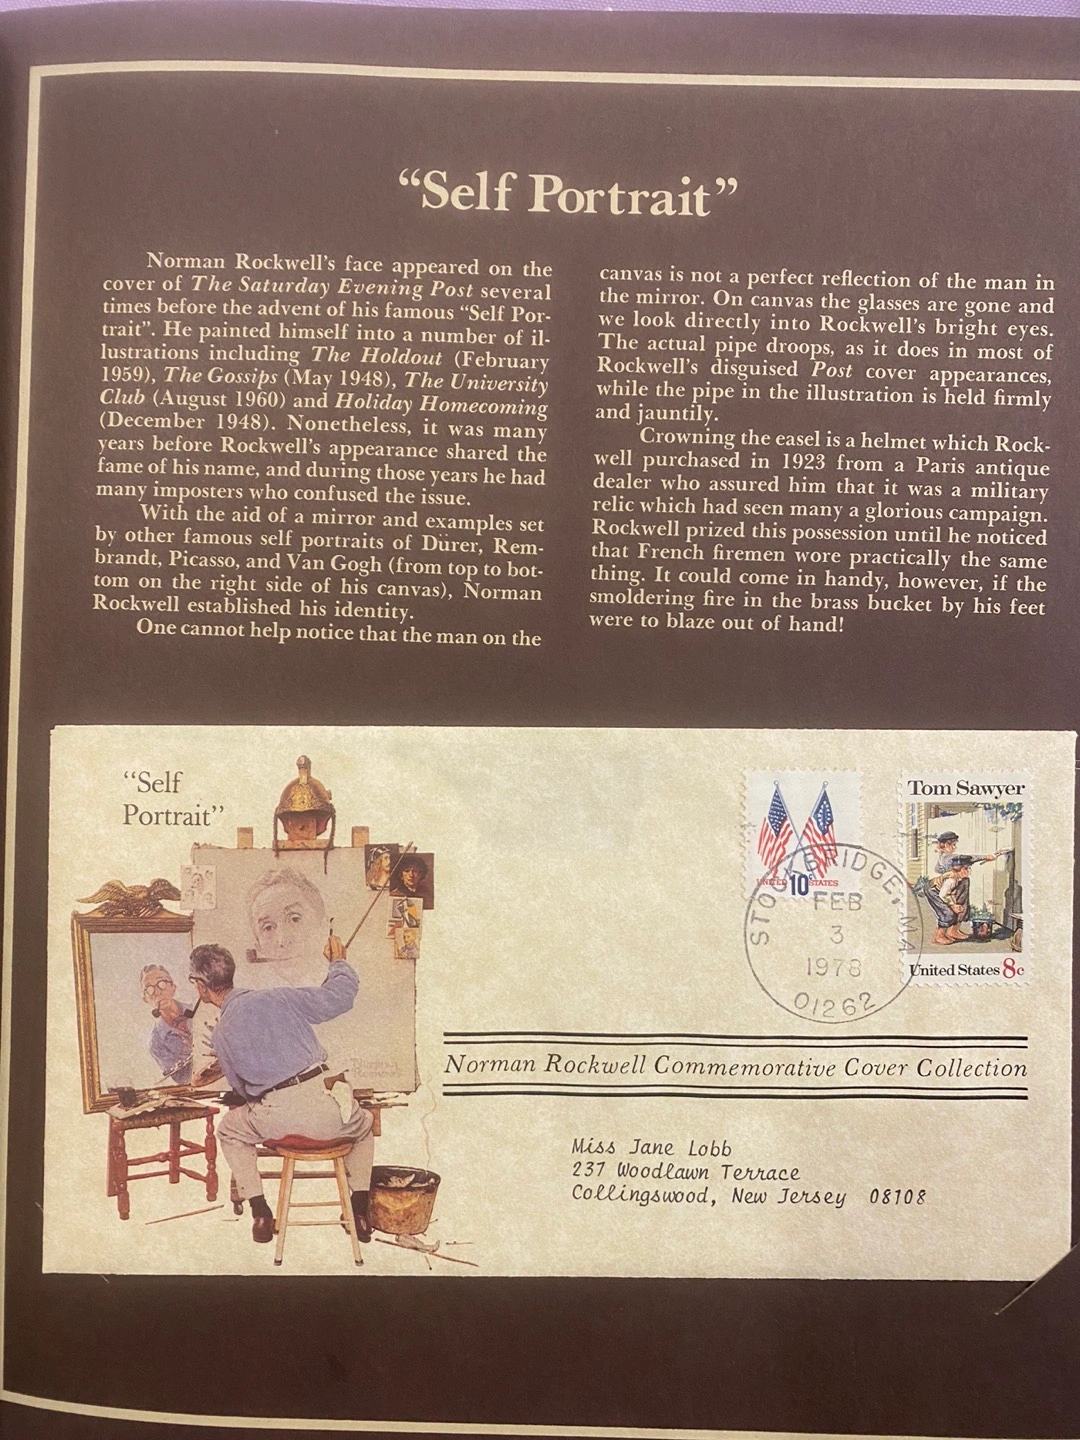 “Self Portrait”
Norman Rockwell’s face appeared on the
cover of The Saturday Evening Post several
times before the advent of his famous “Self Por-
trait”. He painted himself into a number of il-
lustrations including The Holdout (February
1959), The Gossips (May 1948), The University
Club (August 1960) and Holiday Homecoming
(December 1948). Nonetheless, it was many
years before Rockwell’s appearance shared the
fame of his name, and during those years he had
many imposters who confused the issue.
With the aid of a mirror and examples set
by other famous self portraits of Dürer, Rem-
brandt, Picasso, and Van Gogh (from top to bot-
tom on the right side of his canvas), Norman
Rockwell established his identity.
One cannot help notice that the man on the
canvas is not a perfect reflection of the man in
the mirror. On canvas the glasses are gone and
we look directly into Rockwell’s bright eyes.
The actual pipe droops, as it does in most of
Rockwell’s disguised Post cover appearances,
while the pipe in the illustration is held firmly
and jauntily.
Crowning the easel is a helmet which Rock-
well purchased in 1923 from a Paris antique
dealer who assured him that it was a military
relic which had seen many a glorious campaign.
Rockwell prized this possession until he noticed
that French firemen wore practically the same
thing. It could come in handy, however, if the
smoldering fire in the brass bucket by his feet
were to blaze out of hand!
“Self
Portrait”
UNITED 10c STATES
Tom Sawyer
United States 8c
STOCKBRIDGE, MA
FEB
3
1978
01262
Norman Rockwell Commemorative Cover Collection
Miss Jane Lobb
237 Woodlawn Terrace
Collingswood, New Jersey 08108